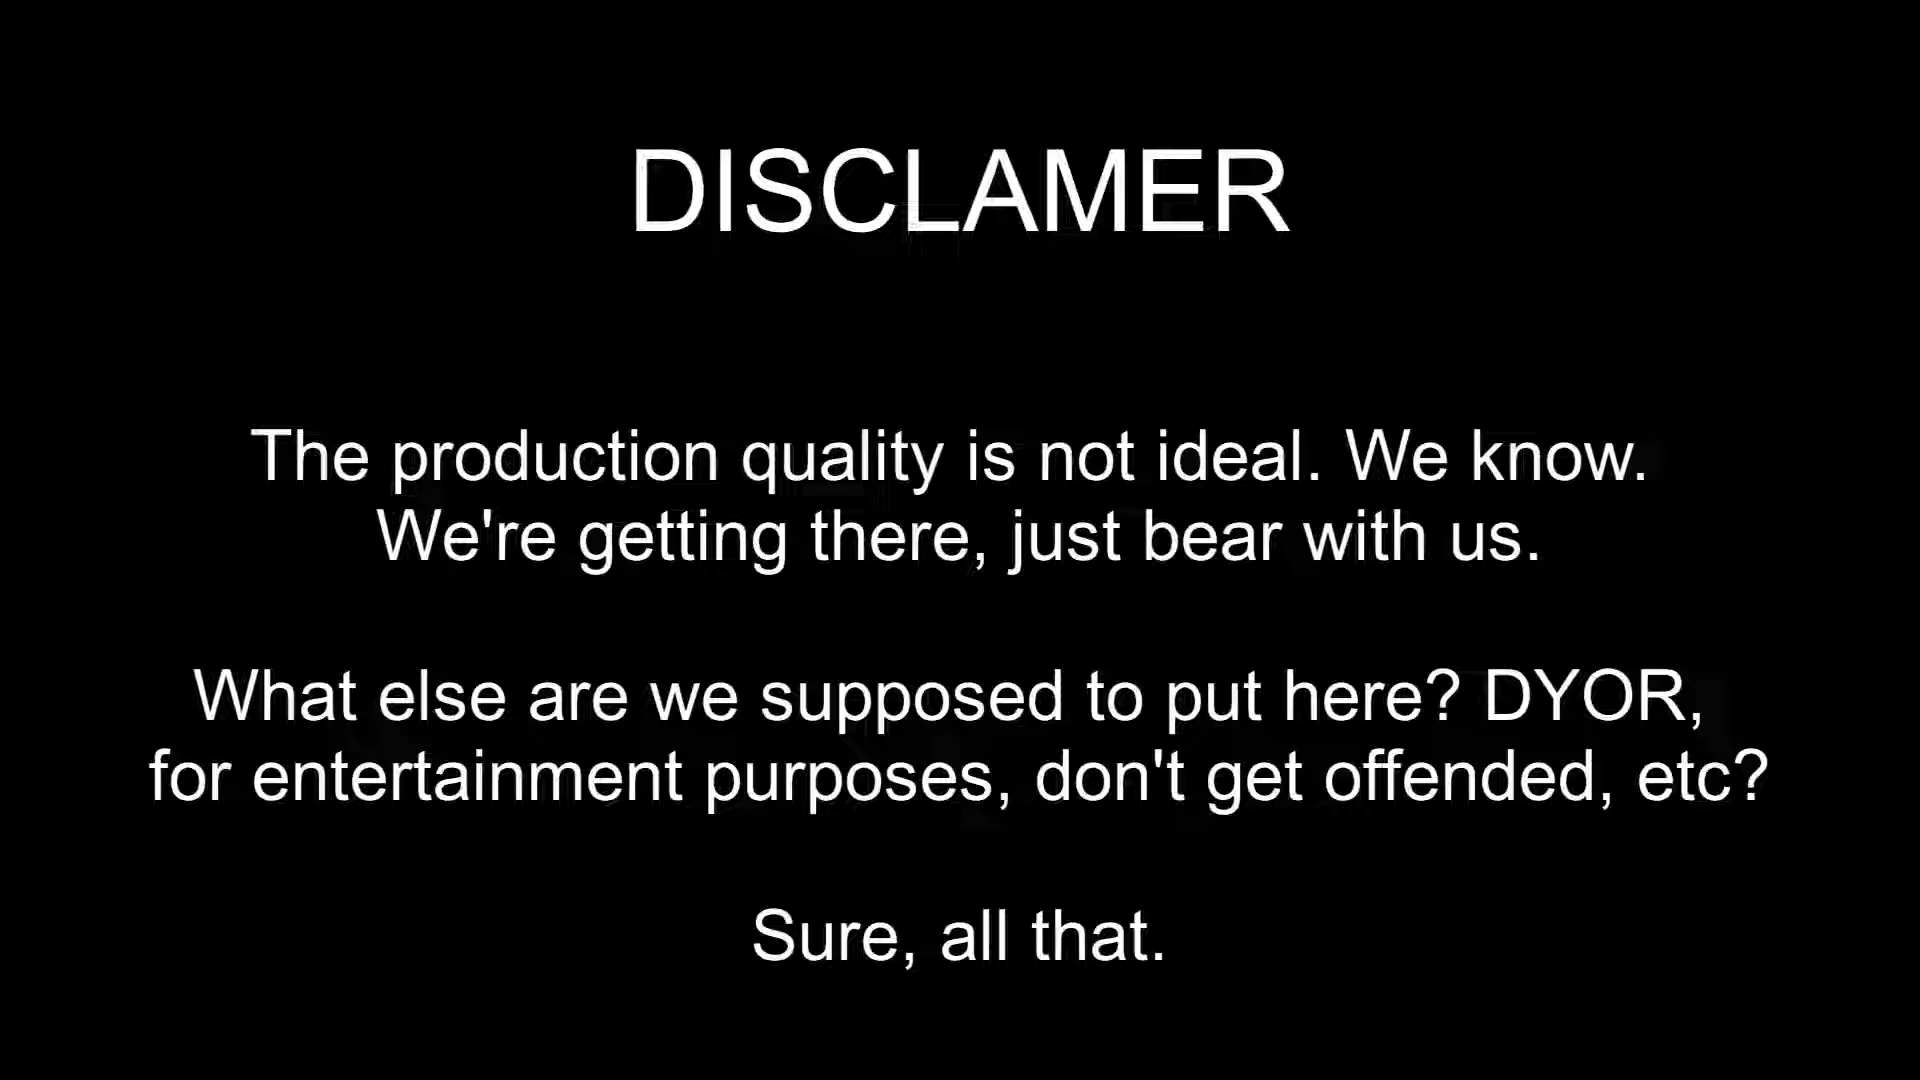 DISCLAMER
The production quality is not ideal. We know.
We're getting there, just bear with us.
What else are we supposed to put here? DYOR,
for entertainment purposes, don't get offended, etc?
Sure, all that.